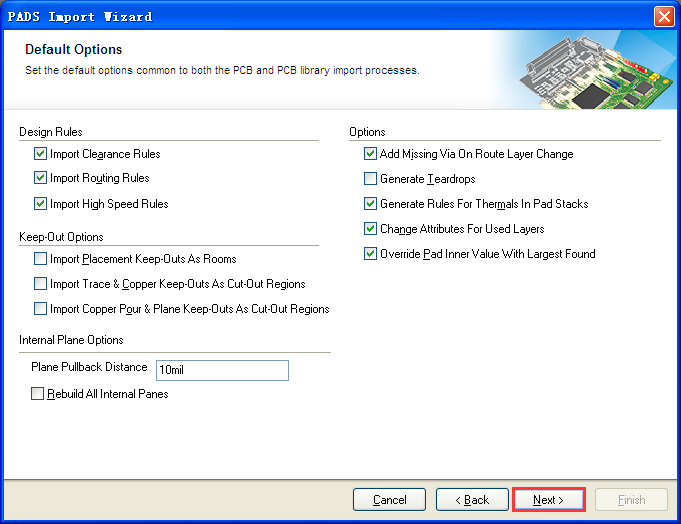 PADS Import Wizard
Default Options
Set the default options common to both the PCB and PCB library import processes.
Design Rules
Import Clearance Rules
Import Routing Rules
Import High Speed Rules
Keep-Out Options
Import Placement Keep-Outs As Rooms
Import Trace & Copper Keep-Outs As Cut-Out Regions
Import Copper Pour & Plane Keep-Outs As Cut-Out Regions
Internal Plane Options
Plane Pullback Distance 10mil
Rebuild All Internal Panes
Options
Add Missing Via On Route Layer Change
Generate Teardrops
Generate Rules For Thermals In Pad Stacks
Change Attributes For Used Layers
Override Pad Inner Value With Largest Found
Cancel < Back Next > Finish